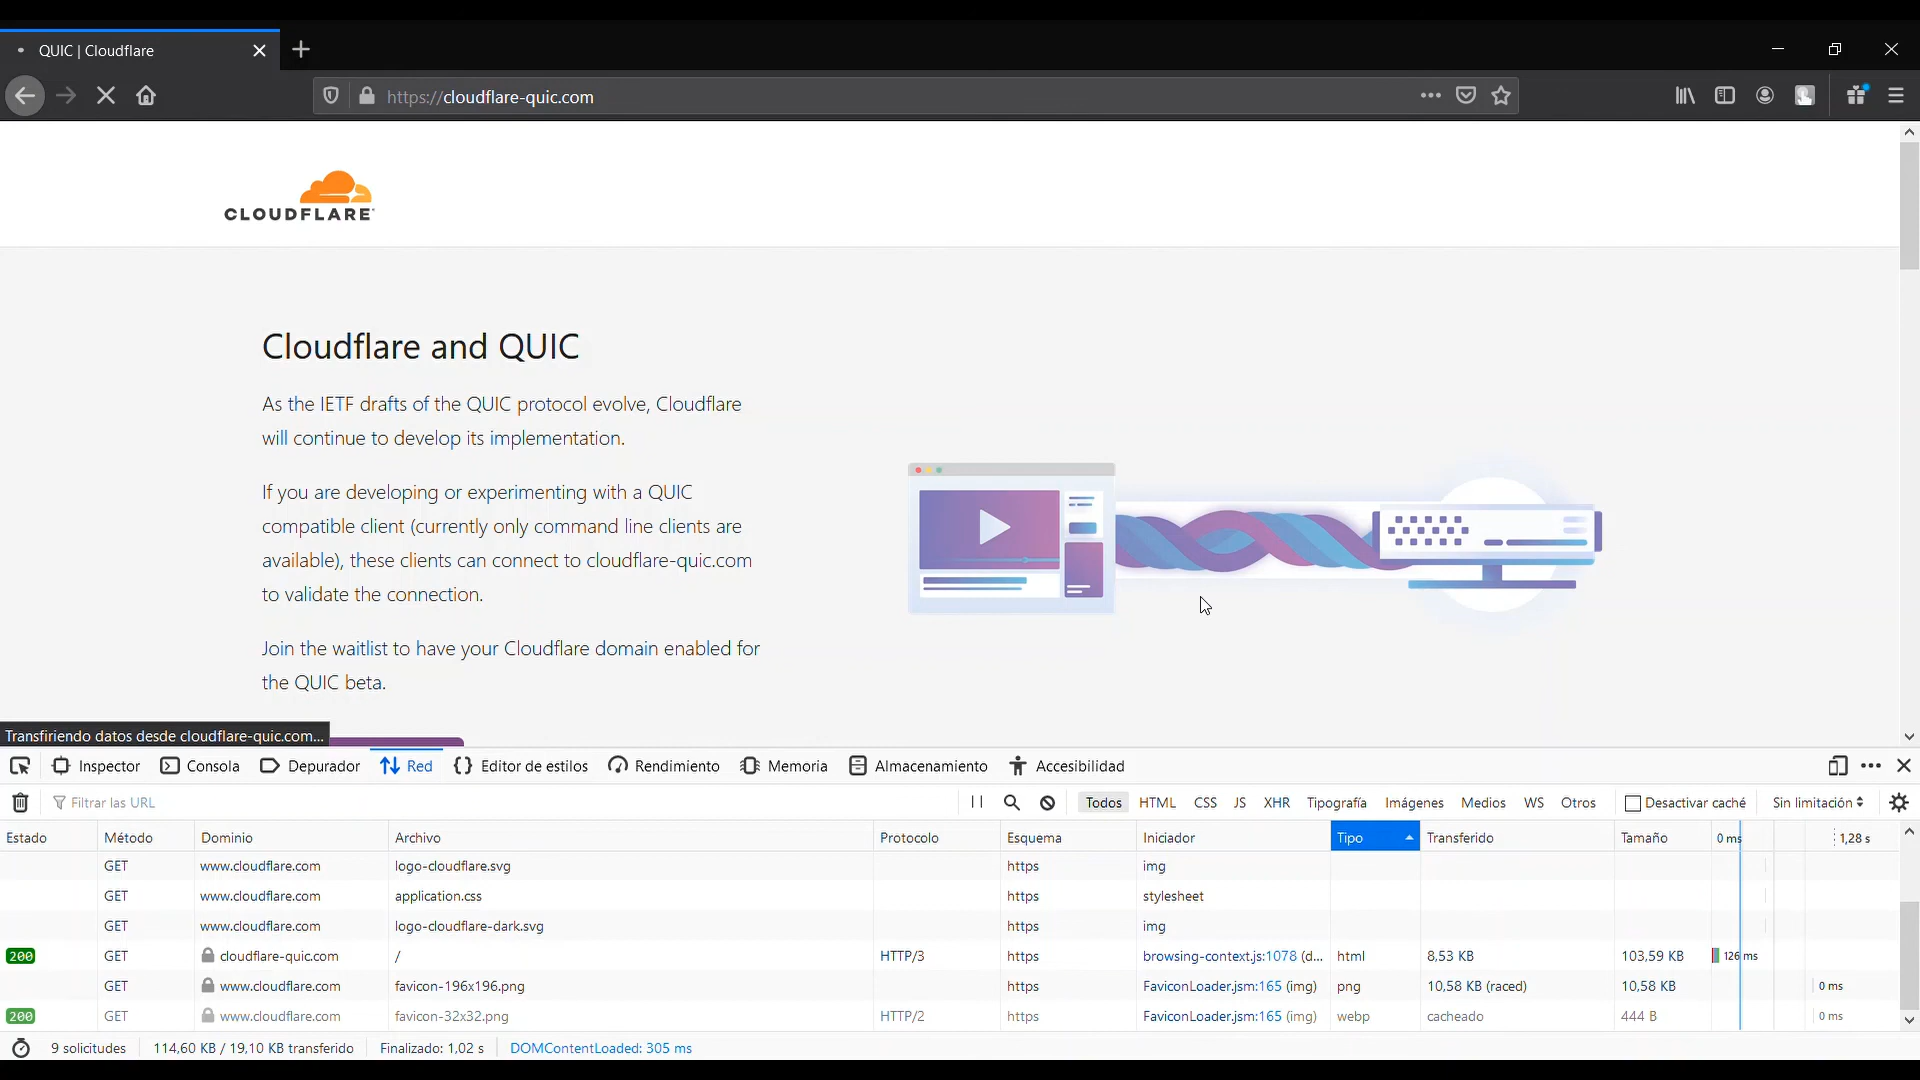 QUIC | Cloudflare
https://cloudflare-quic.com
CLOUDFLARE
Cloudflare and QUIC
As the IETF drafts of the QUIC protocol evolve, Cloudflare
will continue to develop its implementation.
If you are developing or experimenting with a QUIC
compatible client (currently only command line clients are
available), these clients can connect to cloudflare-quic.com
to validate the connection.
Join the waitlist to have your Cloudflare domain enabled for
the QUIC beta.
Transfiriendo datos desde cloudflare-quic.com...
Inspector Consola Depurador Red Editor de estilos Rendimiento Memoria Almacenamiento Accesibilidad
Filtrar las URL Todos HTML CSS JS XHR Tipografía Imágenes Medios WS Otros Desactivar caché Sin limitación
Estado Método Dominio Archivo Protocolo Esquema Iniciador Tipo Transferido Tamaño 0 ms 1,28 s
GET www.cloudflare.com logo-cloudflare.svg https img
GET www.cloudflare.com application.css https stylesheet
GET www.cloudflare.com logo-cloudflare-dark.svg https img
200 GET cloudflare-quic.com / HTTP/3 https browsing-context.js:1078 (d... html 8,53 KB 103,59 KB 126 ms
GET www.cloudflare.com favicon-196x196.png https FaviconLoader.jsm:165 (img) png 10,58 KB (raced) 10,58 KB 0 ms
200 GET www.cloudflare.com favicon-32x32.png HTTP/2 https FaviconLoader.jsm:165 (img) webp cacheado 444 B 0 ms
9 solicitudes 114,60 KB / 19,10 KB transferido Finalizado: 1,02 s DOMContentLoaded: 305 ms